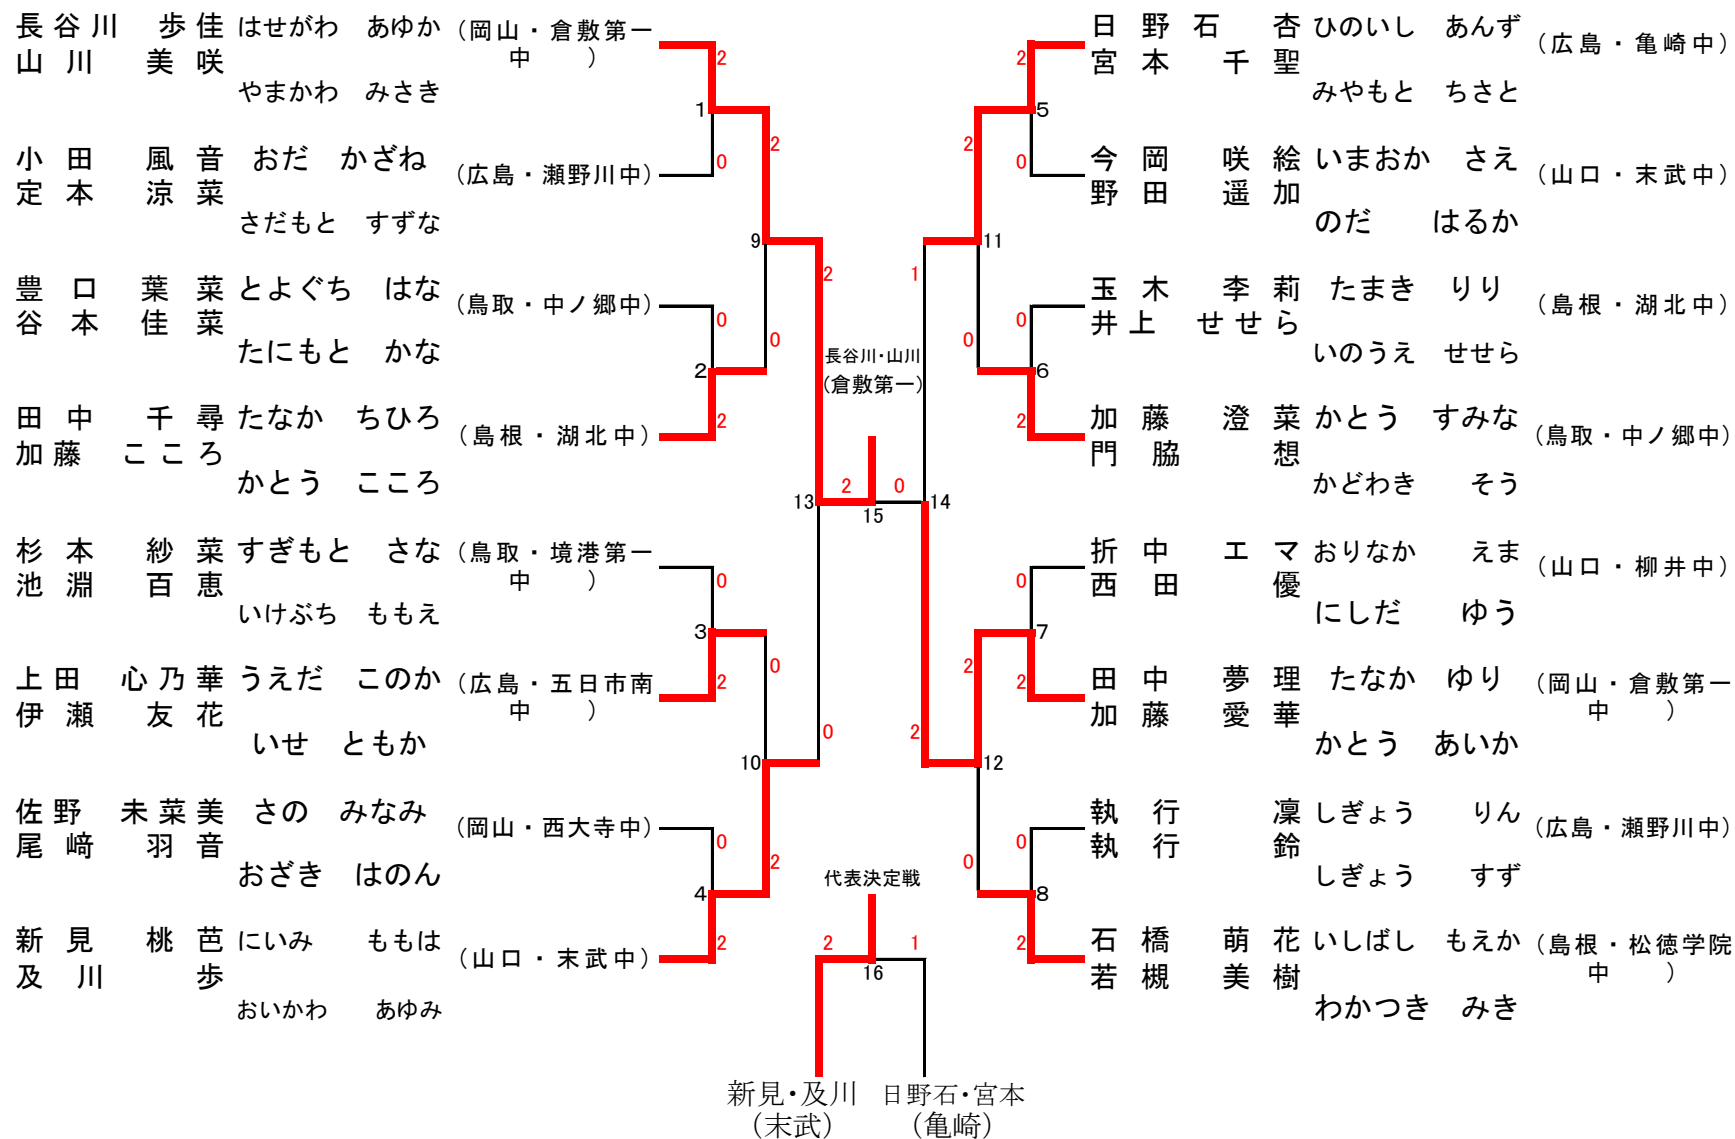 長谷川 歩佳 はせがわ あゆか (岡山・倉敷第一
山川 美咲 中)
やまかわ みさき
小田 風音 おだ かざね (広島・瀬野川中)
定本 涼菜
さだもと すずな
豊口 葉菜 とよぐち はな (鳥取・中ノ郷中)
谷本 佳菜
たにもと かな
田中 千尋 たなか ちひろ (島根・湖北中)
加藤 こころ
かとう こころ
杉本 紗菜 すぎもと さな (鳥取・境港第一
池淵 百恵 中)
いけぶち ももえ
上田 心乃華 うえだ このか (広島・五日市南
伊瀬 友花 中)
いせ ともか
佐野 未菜美 さの みなみ (岡山・西大寺中)
尾﨑 羽音
おざき はのん
新見 桃芭 にいみ ももは (山口・末武中)
及川 歩
おいかわ あゆみ
2
1
0
2
9
0
0
2
2
2
0
3
0
2
10
0
0
4
2
2
13
2
0
長谷川・山川
(倉敷第一)
2
0
15
14
1
2
代表決定戦
2
1
16
新見・及川
(末武)
日野石・宮本
(亀崎)
2
5
0
2
11
0
0
6
2
0
7
2
2
12
0
0
8
2
日野石 杏 ひのいし あんず (広島・亀崎中)
宮本 千聖
みやもと ちさと
今岡 咲絵 いまおか さえ (山口・末武中)
野田 遥加
のだ はるか
玉木 李莉 たまき りり (島根・湖北中)
井上 せせら
いのうえ せせら
加藤 澄菜 かとう すみな (鳥取・中ノ郷中)
門脇 想
かどわき そう
折中 エマ おりなか えま (山口・柳井中)
西田 優
にしだ ゆう
田中 夢理 たなか ゆり (岡山・倉敷第一
加藤 愛華 中)
かとう あいか
執行 凜 しぎょう りん (広島・瀬野川中)
執行 鈴
しぎょう すず
石橋 萌花 いしばし もえか (島根・松徳学院
若槻 美樹 中)
わかつき みき